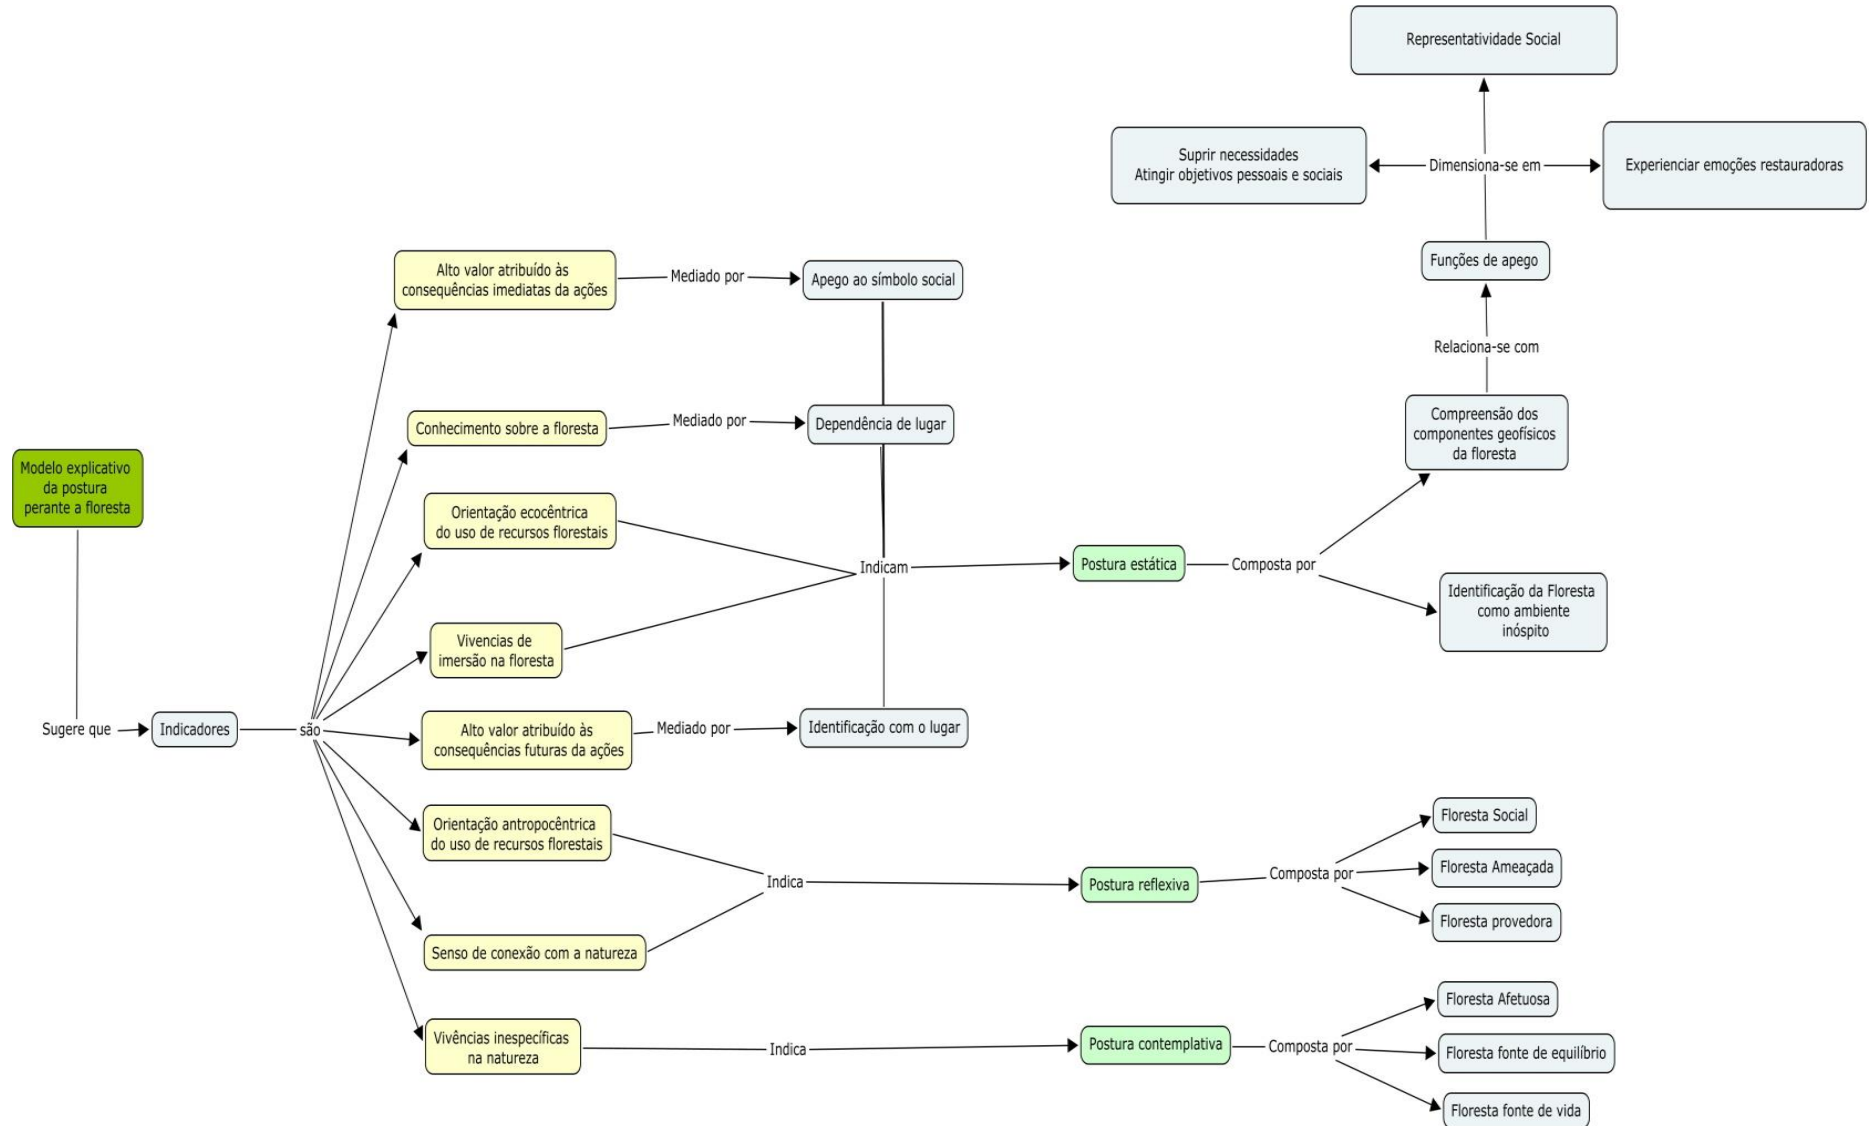 Representatividade Social
Suprir necessidades
Atingir objetivos pessoais e sociais
Dimensiona-se em
Experienciar emoções restauradoras
Funções de apego
Relaciona-se com
Compreensão dos
componentes geofísicos
da floresta
Alto valor atribuído às
consequências imediatas da ações
Mediado por
Apego ao símbolo social
Conhecimento sobre a floresta
Mediado por
Dependência de lugar
Modelo explicativo
da postura
perante a floresta
Orientação ecocêntrica
do uso de recursos florestais
Indicam
Postura estática
Composta por
Identificação da Floresta
como ambiente
inóspito
Vivencias de
imersão na floresta
Sugere que
Indicadores
são
Alto valor atribuído às
consequências futuras da ações
Mediado por
Identificação com o lugar
Orientação antropocêntrica
do uso de recursos florestais
Indica
Postura reflexiva
Composta por
Floresta Social
Floresta Ameaçada
Floresta provedora
Senso de conexão com a natureza
Vivências inespecíficas
na natureza
Indica
Postura contemplativa
Composta por
Floresta Afetuosa
Floresta fonte de equilíbrio
Floresta fonte de vida